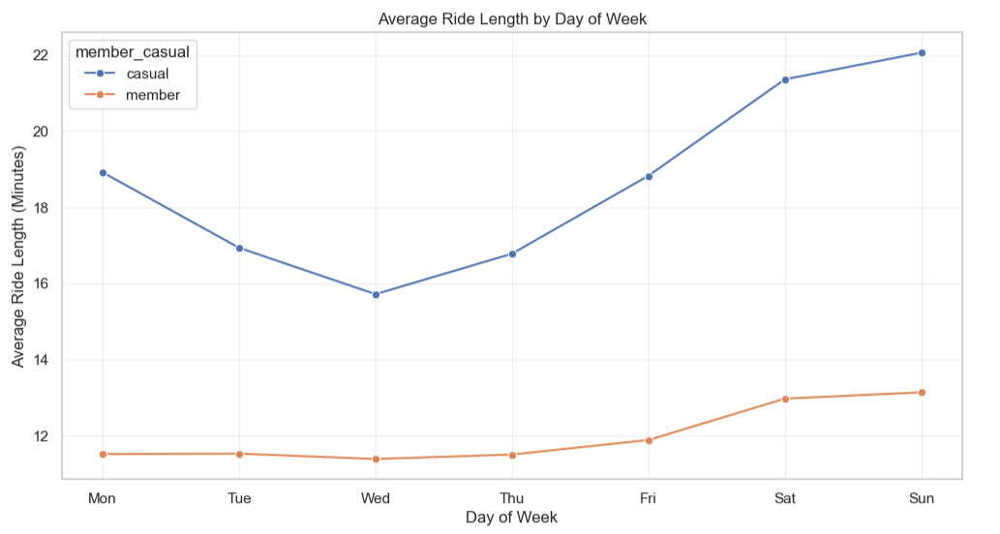 Average Ride Length by Day of Week
member_casual
casual
member
Average Ride Length (Minutes)
22
20
18
16
14
12
Mon Tue Wed Thu Fri Sat Sun
Day of Week